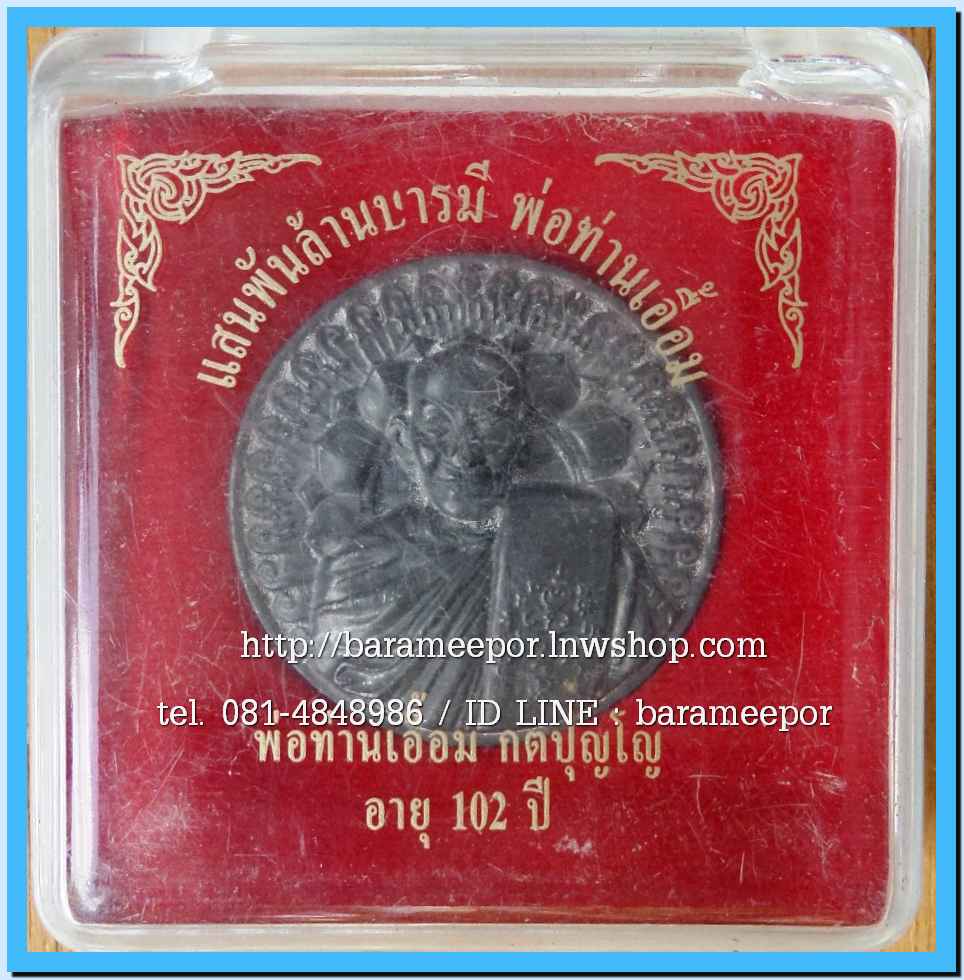 แสนพันล้านบารมี พ่อท่านเอื้อม
http://barameepor.lnwshop.com
tel. 081-4848986 / ID LINE : barameepor
พ่อท่านเอื้อม กตปุญโญ
อายุ 102 ปี